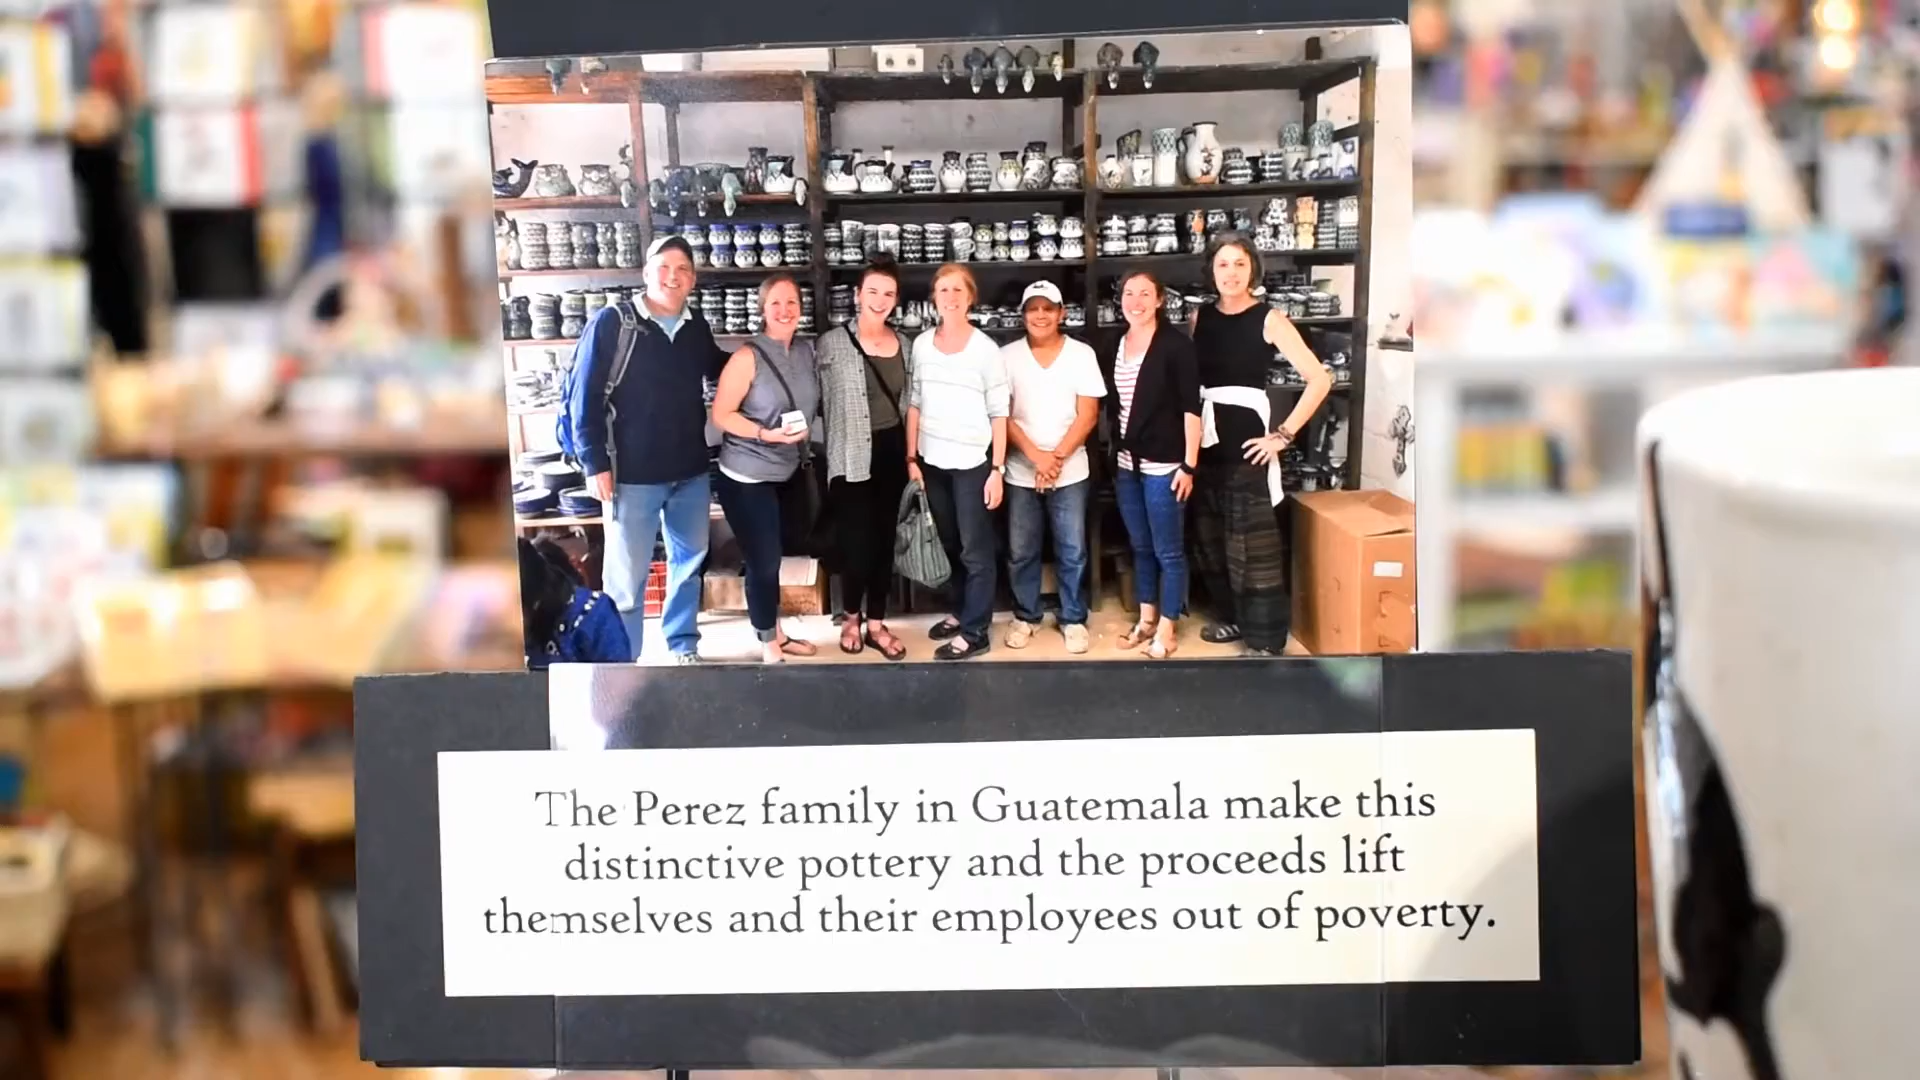 The Perez family in Guatemala make this
distinctive pottery and the proceeds lift
themselves and their employees out of poverty.